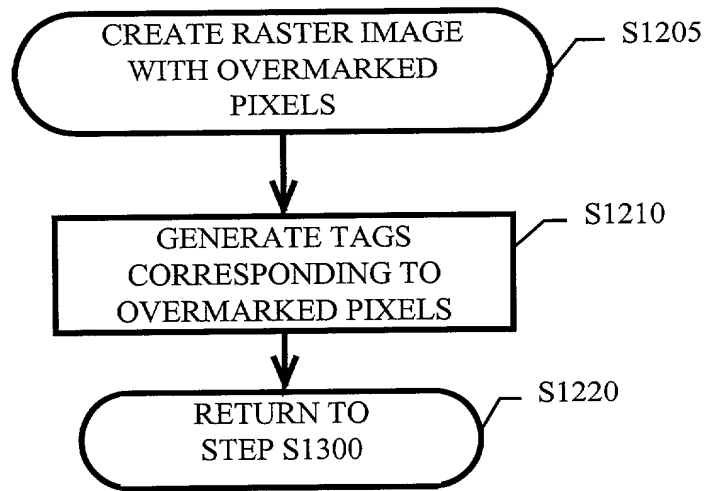 CREATE RASTER IMAGE
WITH OVERMARKED
PIXELS
S1205
GENERATE TAGS
CORRESPONDING TO
OVERMARKED PIXELS
S1210
RETURN TO
STEP S1300
S1220